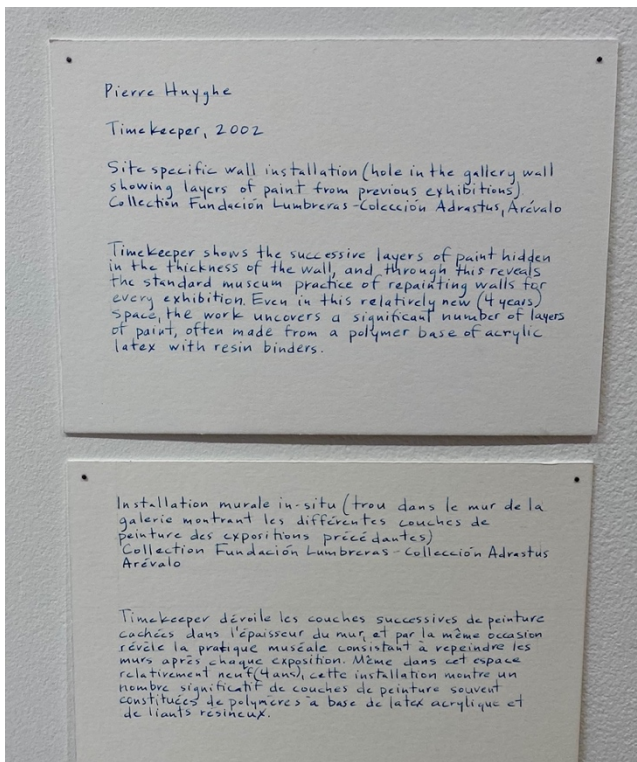 Pierre Huyghe
Timekeeper, 2002
Site specific wall installation (hole in the gallery wall
showing layers of paint from previous exhibitions)
Collection Fundación Lumbreras - Colección Adrastus, Arévalo
Timekeeper shows the successive layers of paint hidden
in the thickness of the wall, and through this reveals
the standard museum practice of repainting walls for
every exhibition. Even in this relatively new (4 years)
space, the work uncovers a significant number of layers
of paint, often made from a polymer base of acrylic
latex with resin binders.
Installation murale in-situ (trou dans le mur de la
galerie montrant les différentes couches de
peinture des expositions précédantes)
Collection Fundación Lumbreras - Collección Adrastus
Arévalo
Timekeeper dévoile les couches successives de peinture
cachées dans l'épaisseur du mur, et par la même occasion
révèle la pratique muséale consistant à repeindre les
murs après chaque exposition. Même dans cet espace
relativement neuf (4 ans), cette installation montre un
nombre significatif de couches de peinture souvent
constituées de polymères à base de latex acrylique et
de liants résineux.